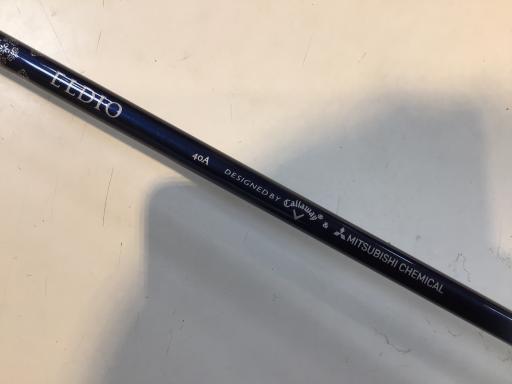 ELDIO 40A DESIGNED BY Callaway® & MITSUBISHI CHEMICAL